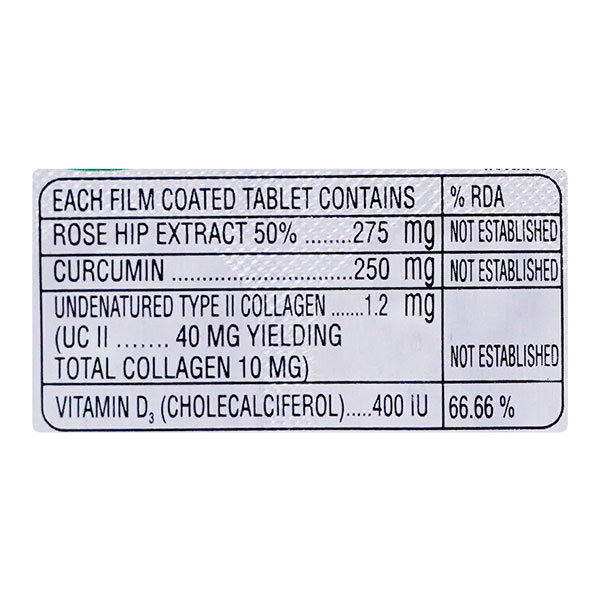 EACH FILM COATED TABLET CONTAINS % RDA
ROSE HIP EXTRACT 50% ........275 mg NOT ESTABLISHED
CURCUMIN ................................250 mg NOT ESTABLISHED
UNDENATURED TYPE II COLLAGEN .......1.2 mg
(UC II ....... 40 MG YIELDING
TOTAL COLLAGEN 10 MG) NOT ESTABLISHED
VITAMIN D₃ (CHOLECALCIFEROL).....400 IU 66.66 %